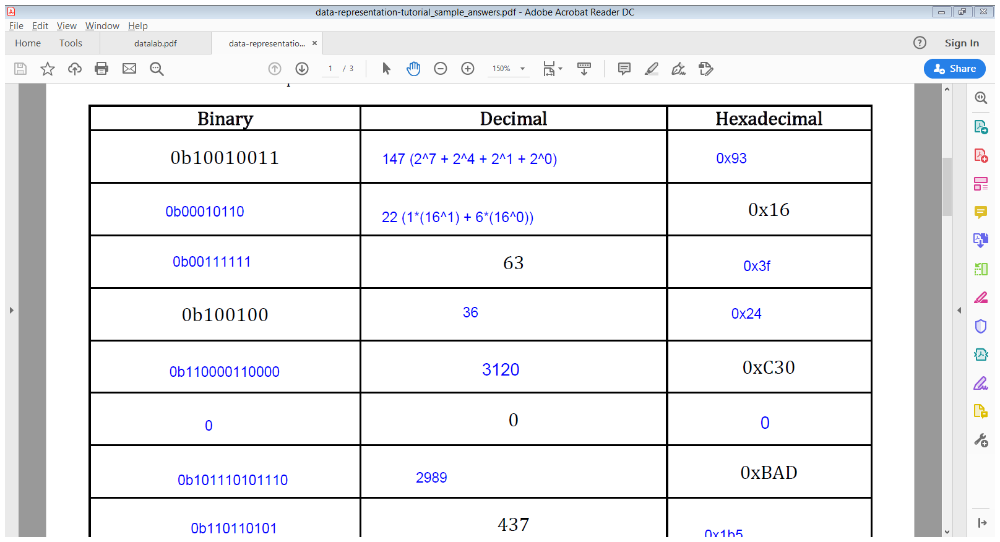 data-representation-tutorial_sample_answers.pdf - Adobe Acrobat Reader DC
File Edit View Window Help
Home Tools datalab.pdf data-representatio... × ? Sign In
1 / 3 150% Share
Binary Decimal Hexadecimal
0b10010011 147 (2^7 + 2^4 + 2^1 + 2^0) 0x93
0b00010110 22 (1*(16^1) + 6*(16^0)) 0x16
0b00111111 63 0x3f
0b100100 36 0x24
0b110000110000 3120 0xC30
0 0 0
0b101110101110 2989 0xBAD
0b110110101 437 0x1b5